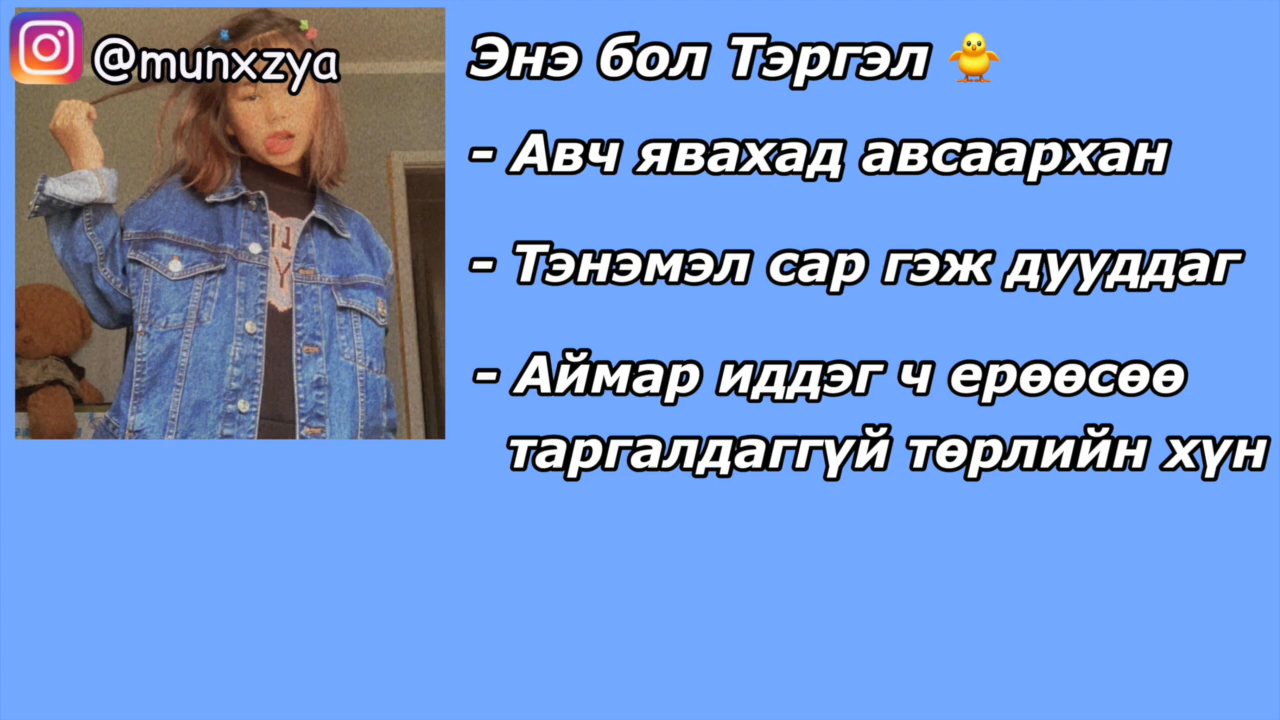 @munxzya
Энэ бол Тэргэл 🐥
- Авч явахад авсаархан
- Тэнэмэл сар гэж дууддаг
- Аймар иддэг ч ерөөсөө
таргалдаггүй төрлийн хүн